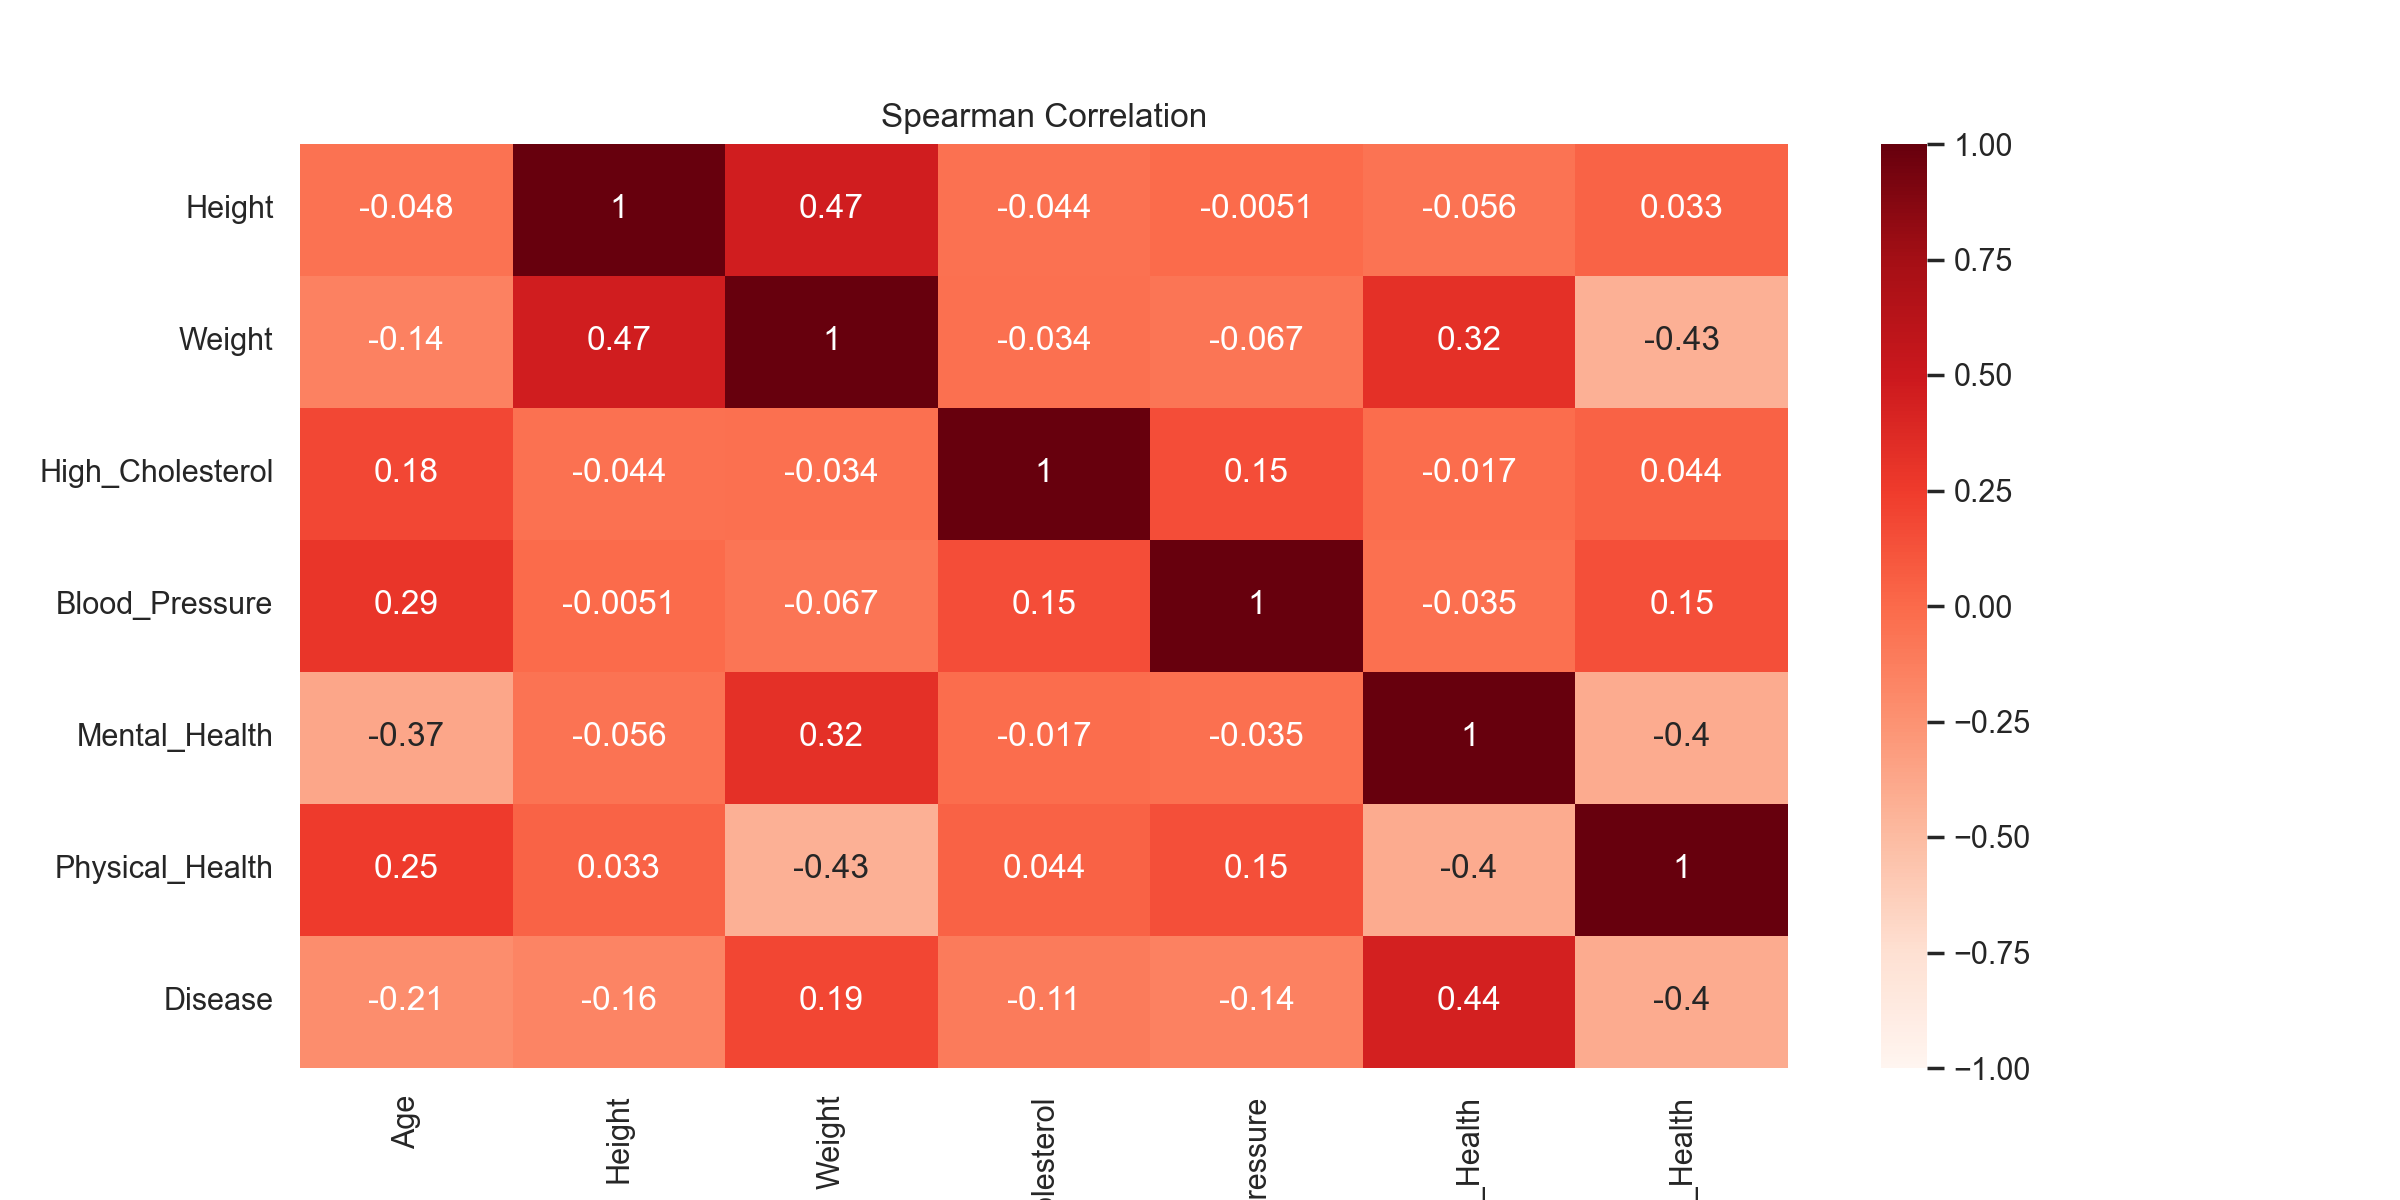 Spearman Correlation
Height -0.048 1 0.47 -0.044 -0.0051 -0.056 0.033
Weight -0.14 0.47 1 -0.034 -0.067 0.32 -0.43
High_Cholesterol 0.18 -0.044 -0.034 1 0.15 -0.017 0.044
Blood_Pressure 0.29 -0.0051 -0.067 0.15 1 -0.035 0.15
Mental_Health -0.37 -0.056 0.32 -0.017 -0.035 1 -0.4
Physical_Health 0.25 0.033 -0.43 0.044 0.15 -0.4 1
Disease -0.21 -0.16 0.19 -0.11 -0.14 0.44 -0.4
Age
Height
Weight
olesterol
ressure
_Health
_Health
1.00
0.75
0.50
0.25
0.00
−0.25
−0.50
−0.75
−1.00